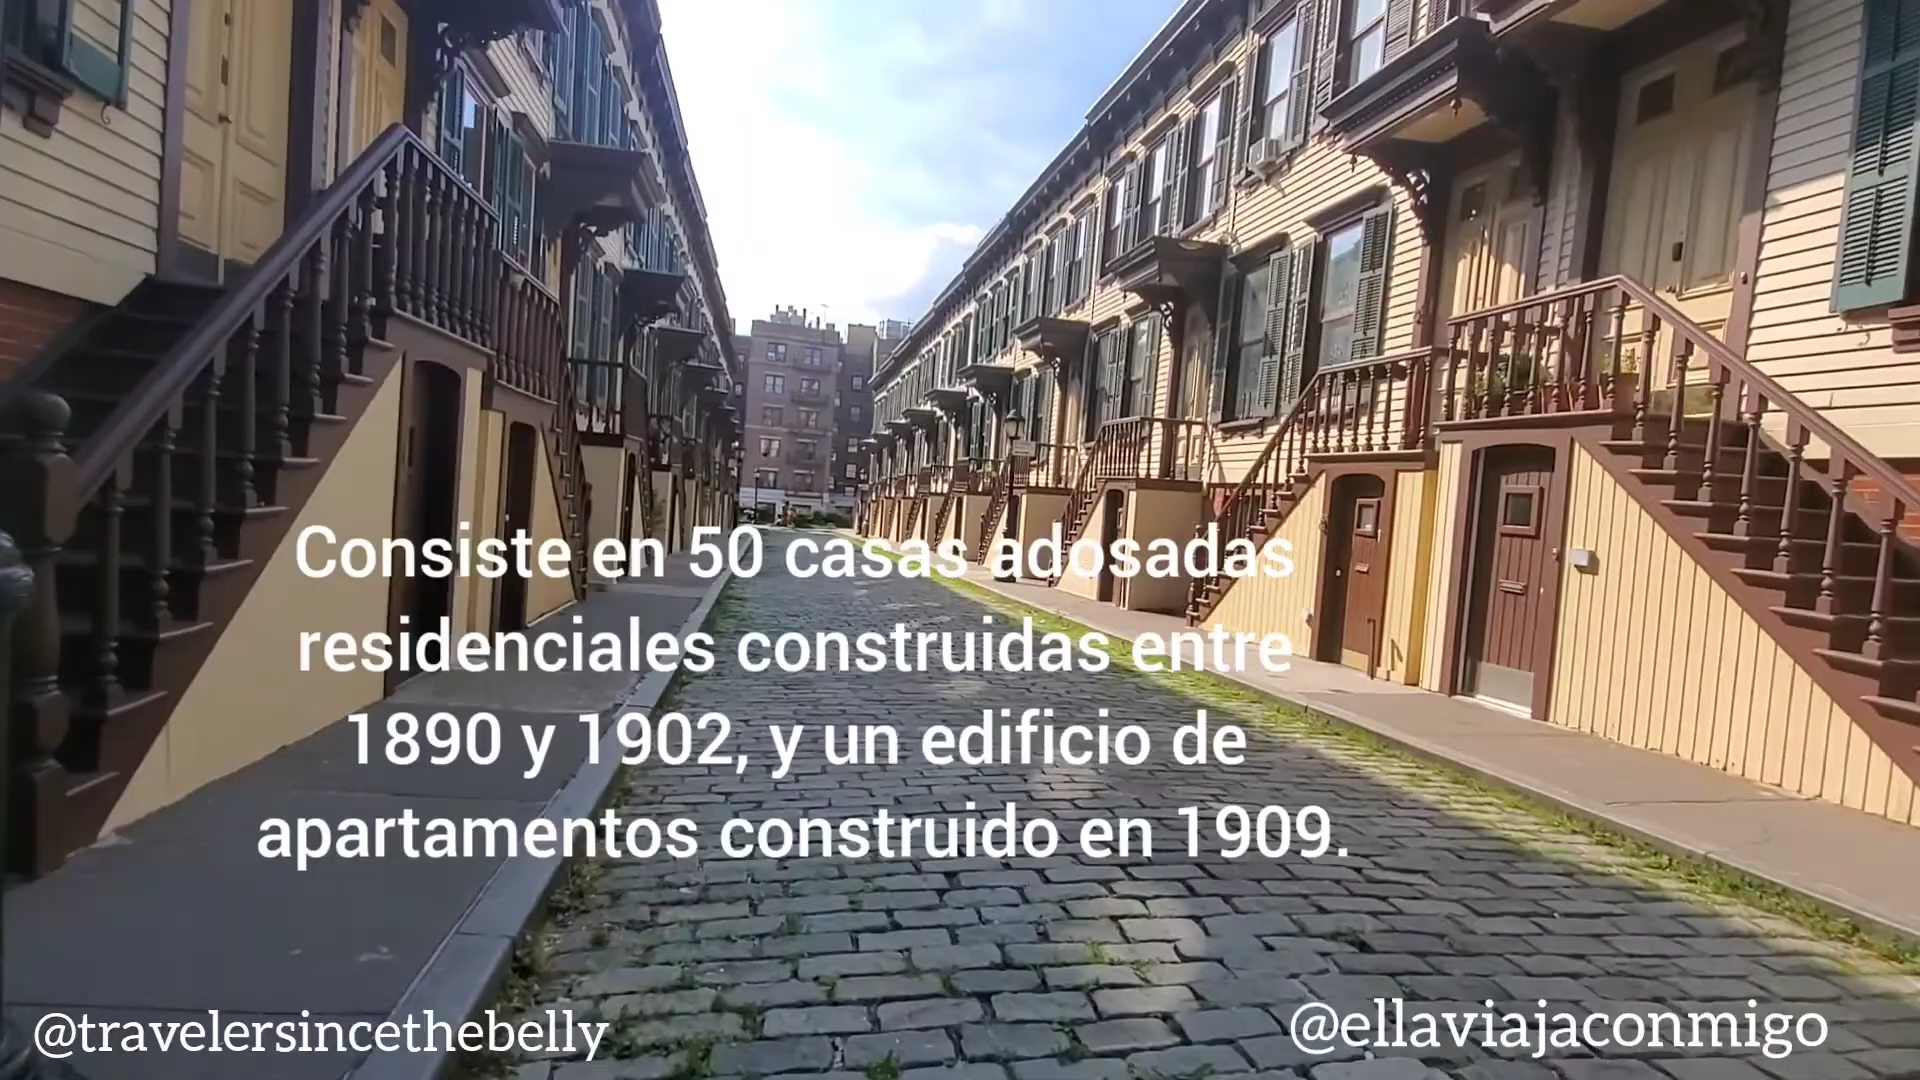 Consiste en 50 casas adosadas
residenciales construidas entre
1890 y 1902, y un edificio de
apartamentos construido en 1909.
@travelersincethebelly
@ellaviajaconmigo